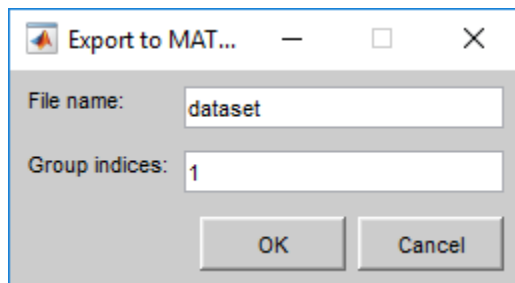 Export to MAT...
File name:
dataset
Group indices:
1
OK
Cancel